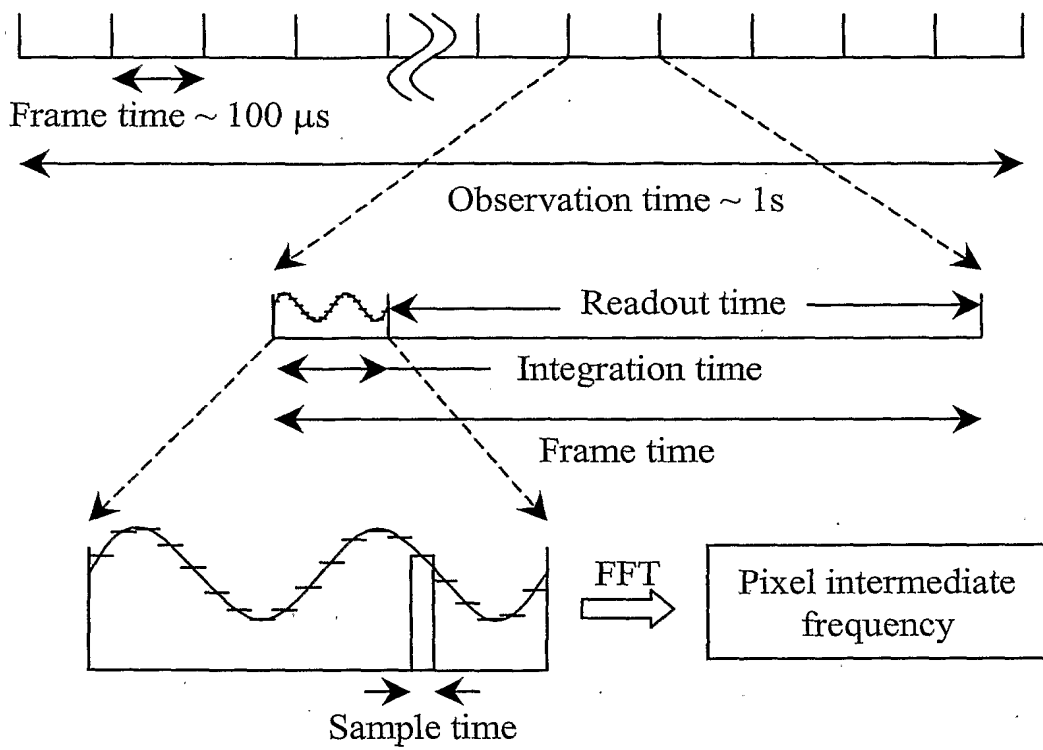 Frame time ~ 100 μs
Observation time ~ 1s
Readout time
Integration time
Frame time
FFT
Pixel intermediate
frequency
Sample time